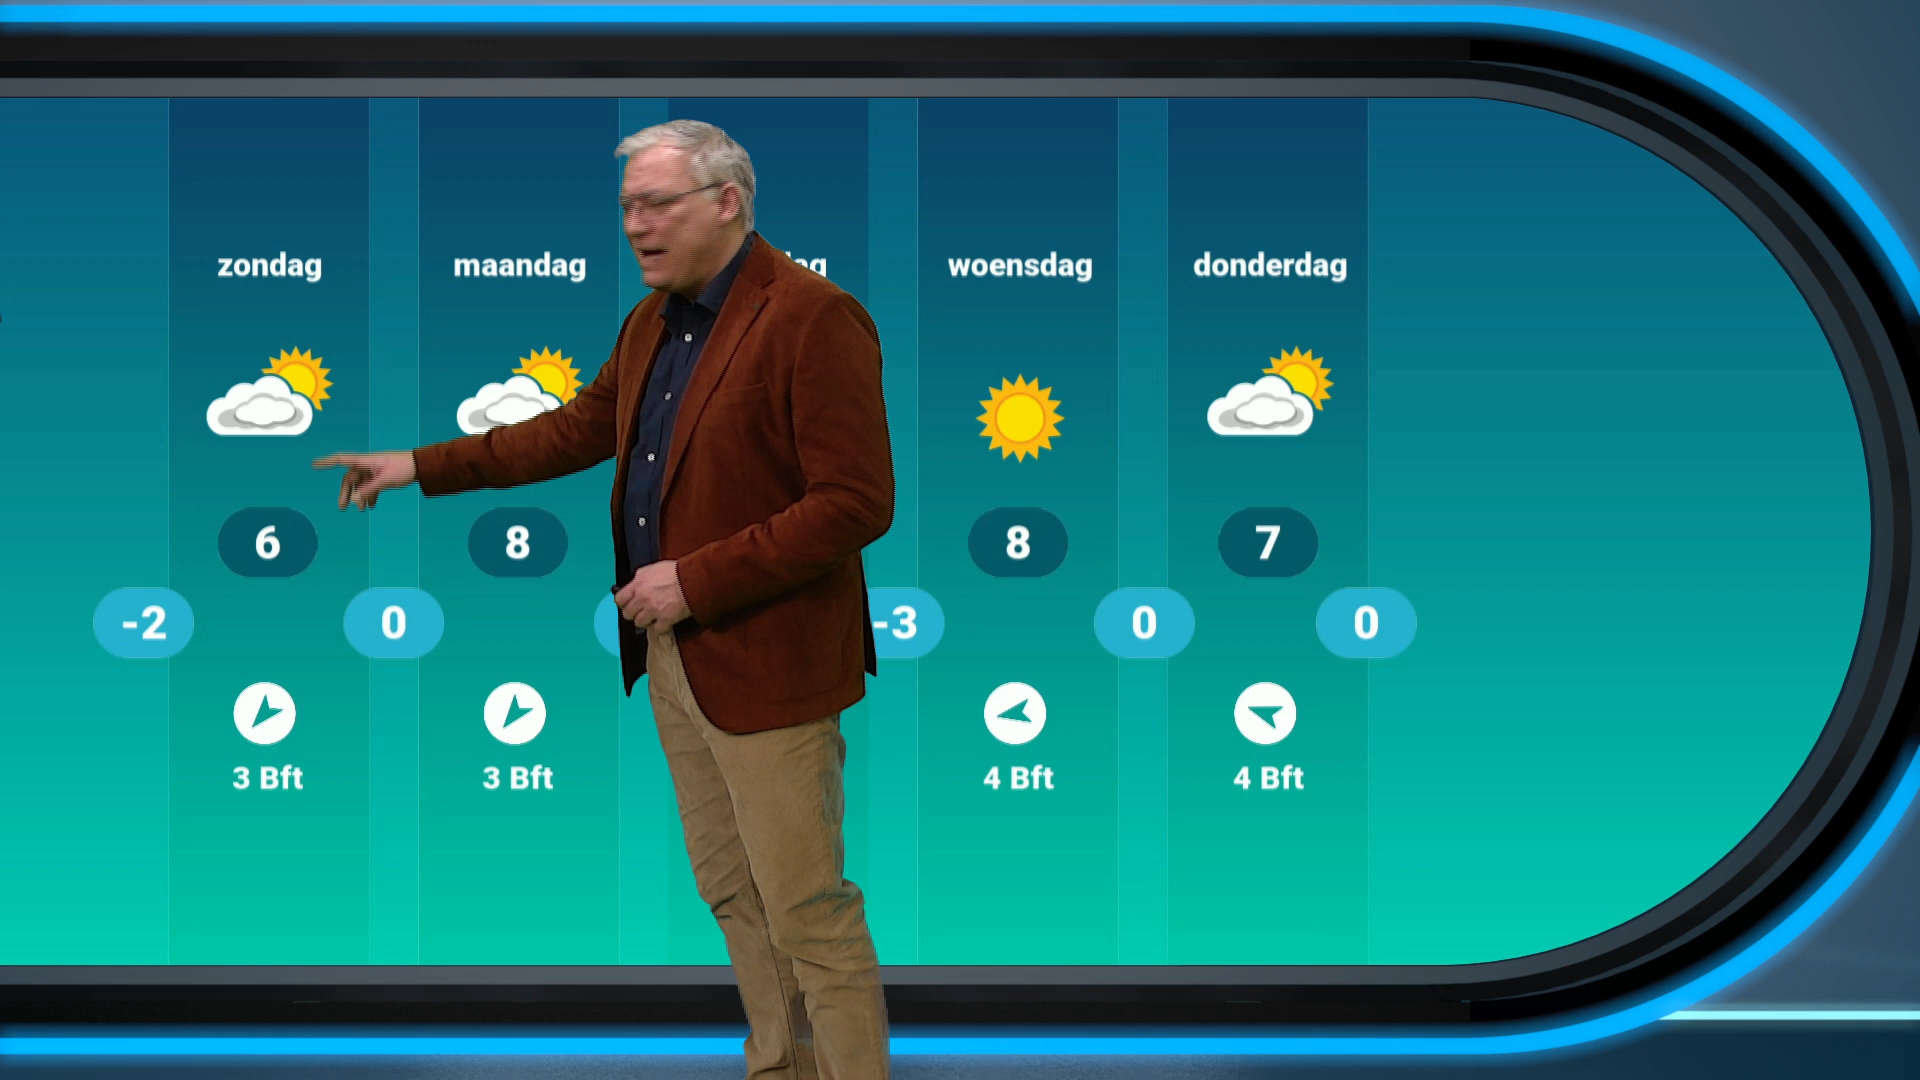 zondag maandag woensdag donderdag
6 8 8 7
-2 0 -3 0 0
3 Bft 3 Bft 4 Bft 4 Bft